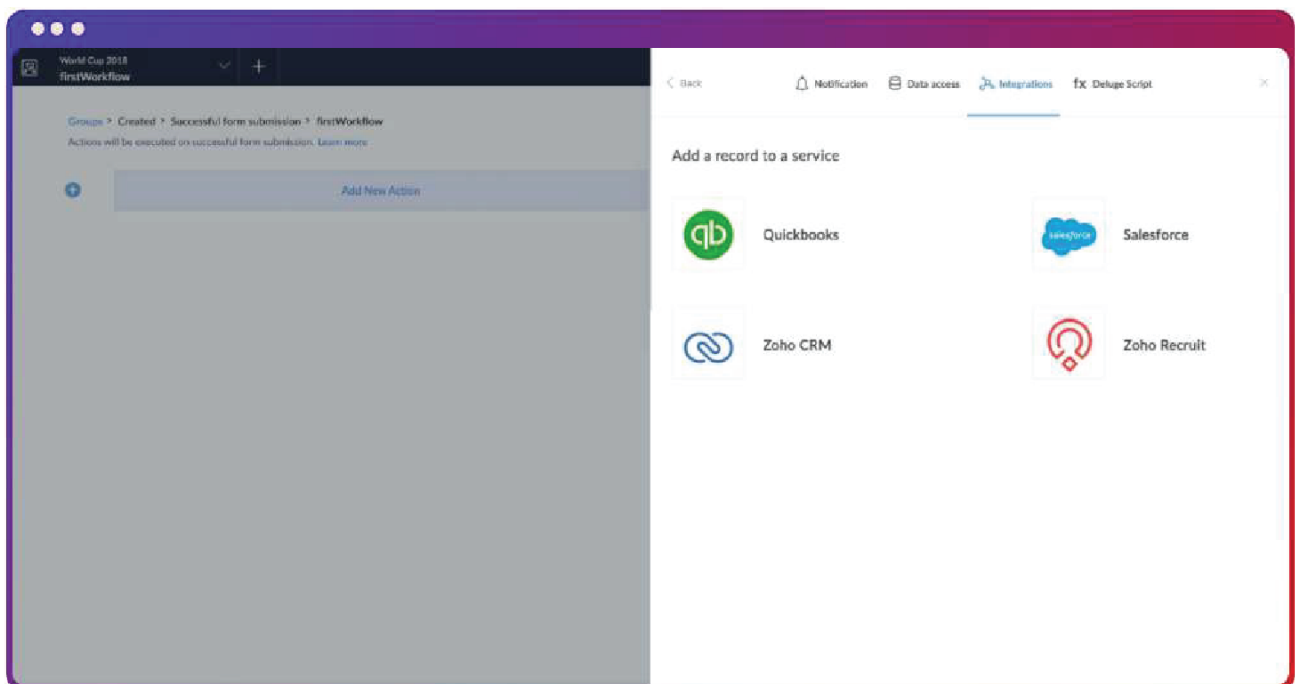 World Cup 2018
firstWorkflow
Groups > Created > Successful form submission > firstWorkflow
Actions will be executed on successful form submission. Learn more
Add New Action
Back
Notification
Data access
Integrations
fx Deluge Script
Add a record to a service
qb
Quickbooks
salesforce
Salesforce
Zoho CRM
Zoho Recruit